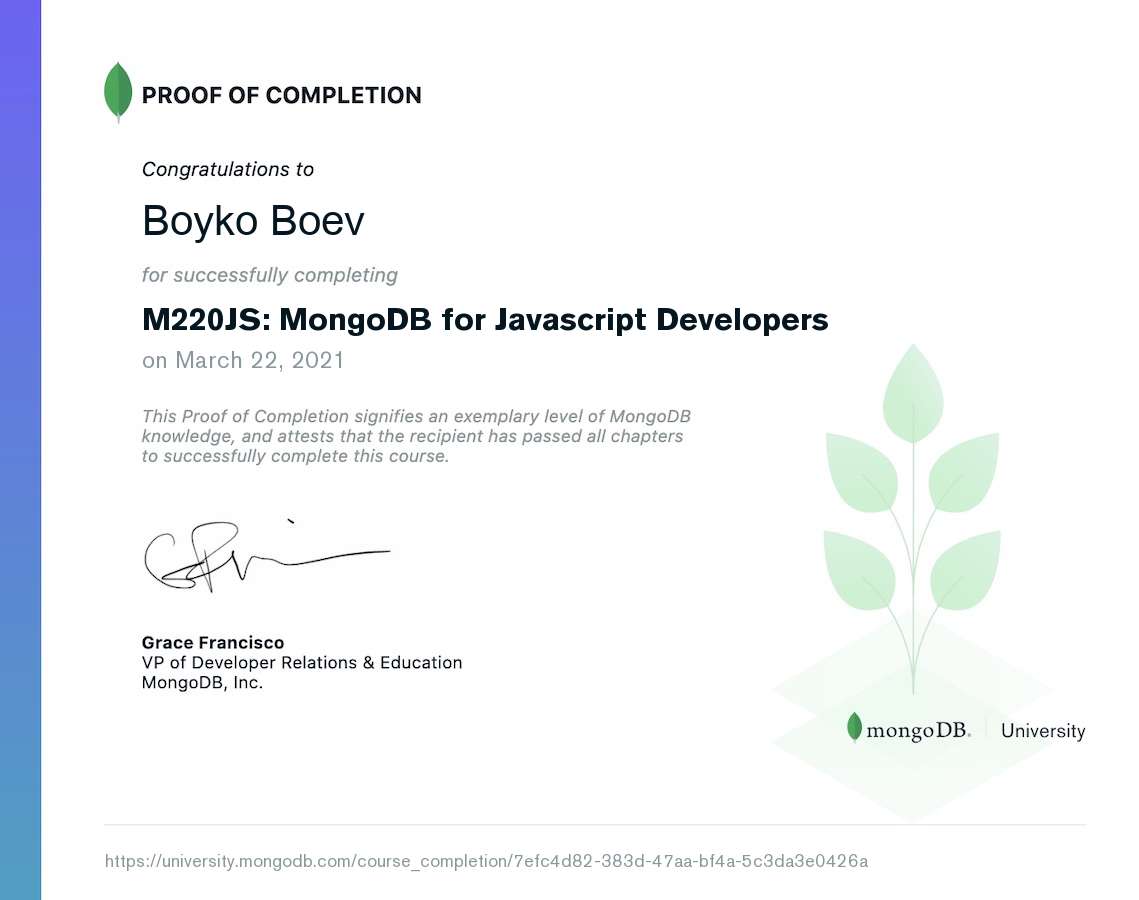 PROOF OF COMPLETION
Congratulations to
Boyko Boev
for successfully completing
M220JS: MongoDB for Javascript Developers
on March 22, 2021
This Proof of Completion signifies an exemplary level of MongoDB
knowledge, and attests that the recipient has passed all chapters
to successfully complete this course.
Grace Francisco
VP of Developer Relations & Education
MongoDB, Inc.
mongoDB. University
https://university.mongodb.com/course_completion/7efc4d82-383d-47aa-bf4a-5c3da3e0426a